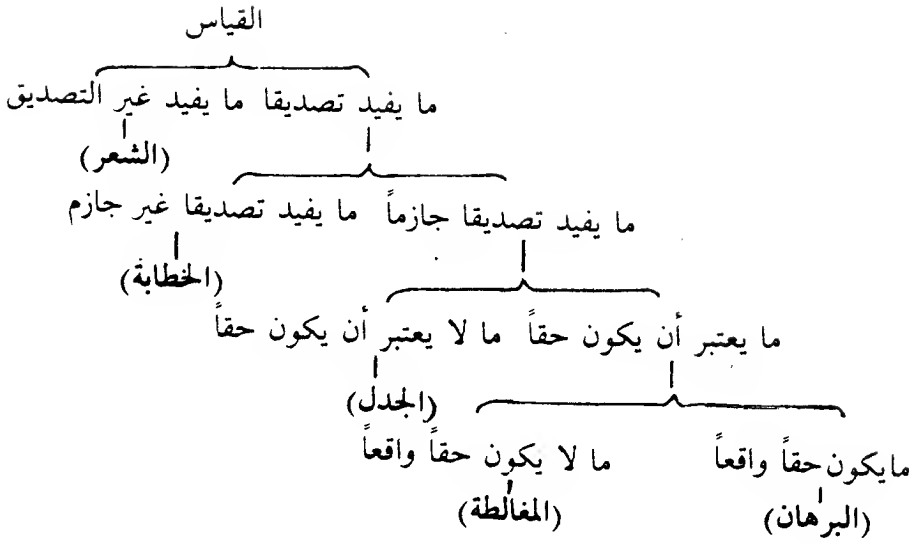 القياس
ما يفيد تصديقا ما يفيد غير التصديق
(الشعر)
ما يفيد تصديقا جازماً ما يفيد تصديقا غير جازم
(الخطابة)
ما يعتبر أن يكون حقاً ما لا يعتبر أن يكون حقاً
(الجدل)
مايكون حقاً واقعاً ما لا يكون حقاً واقعاً
(البرهان) (المغالطة)